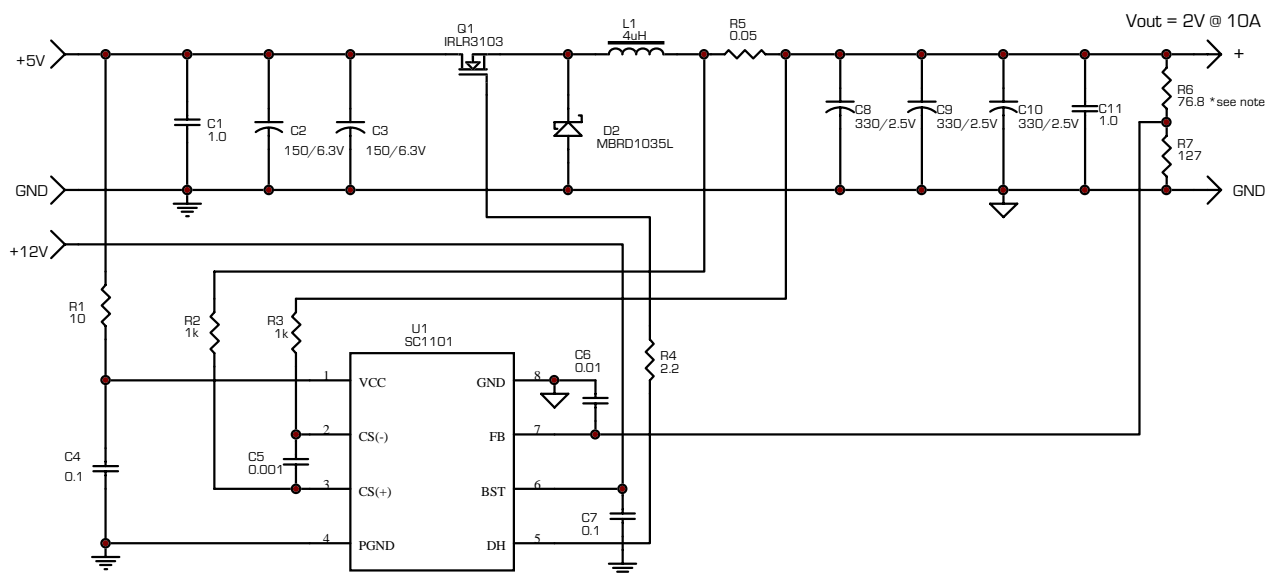 Vout = 2V @ 10A
Q1
IRLR3103
L1
4uH
R5
0.05
+5V
+
C1
1.0
C2
150/6.3V
C3
150/6.3V
D2
MBRD1035L
C8
330/2.5V
C9
330/2.5V
C10
330/2.5V
C11
1.0
R6
76.8 *see note
R7
127
GND
GND
+12V
R1
10
R2
1k
R3
1k
U1
SC1101
C6
0.01
R4
2.2
1
VCC
GND
8
2
CS(-)
FB
7
C5
0.001
C4
0.1
3
CS(+)
BST
6
C7
0.1
4
PGND
DH
5